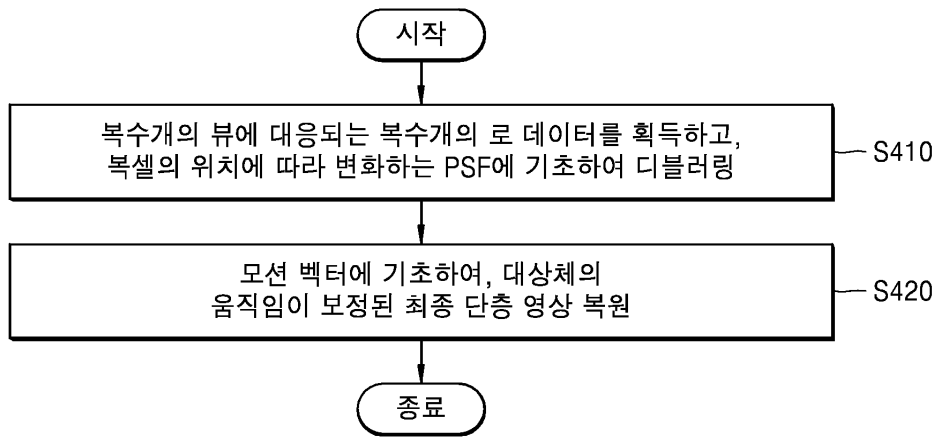 시작
복수개의 뷰에 대응되는 복수개의 로 데이터를 획득하고,
복셀의 위치에 따라 변화하는 PSF에 기초하여 디블러링
S410
모션 벡터에 기초하여, 대상체의
움직임이 보정된 최종 단층 영상 복원
S420
종료